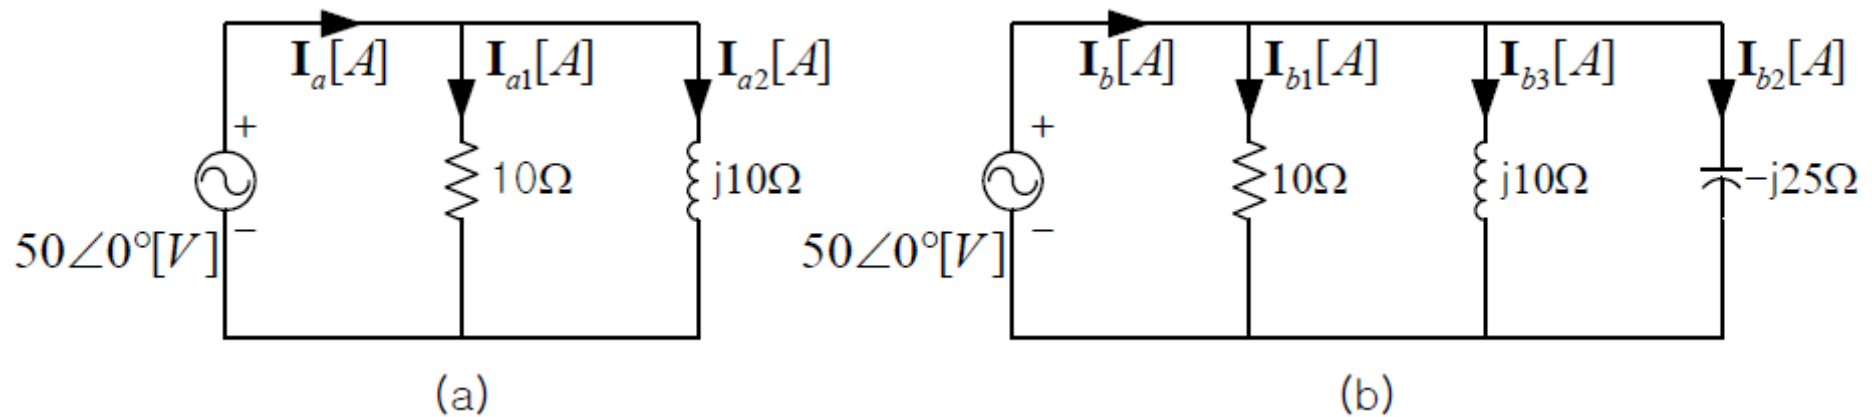 I_a[A] I_a1[A] I_a2[A]
+
10Ω j10Ω
−
50∠0°[V]
(a)
I_b[A] I_b1[A] I_b3[A] I_b2[A]
+
10Ω j10Ω −j25Ω
−
50∠0°[V]
(b)